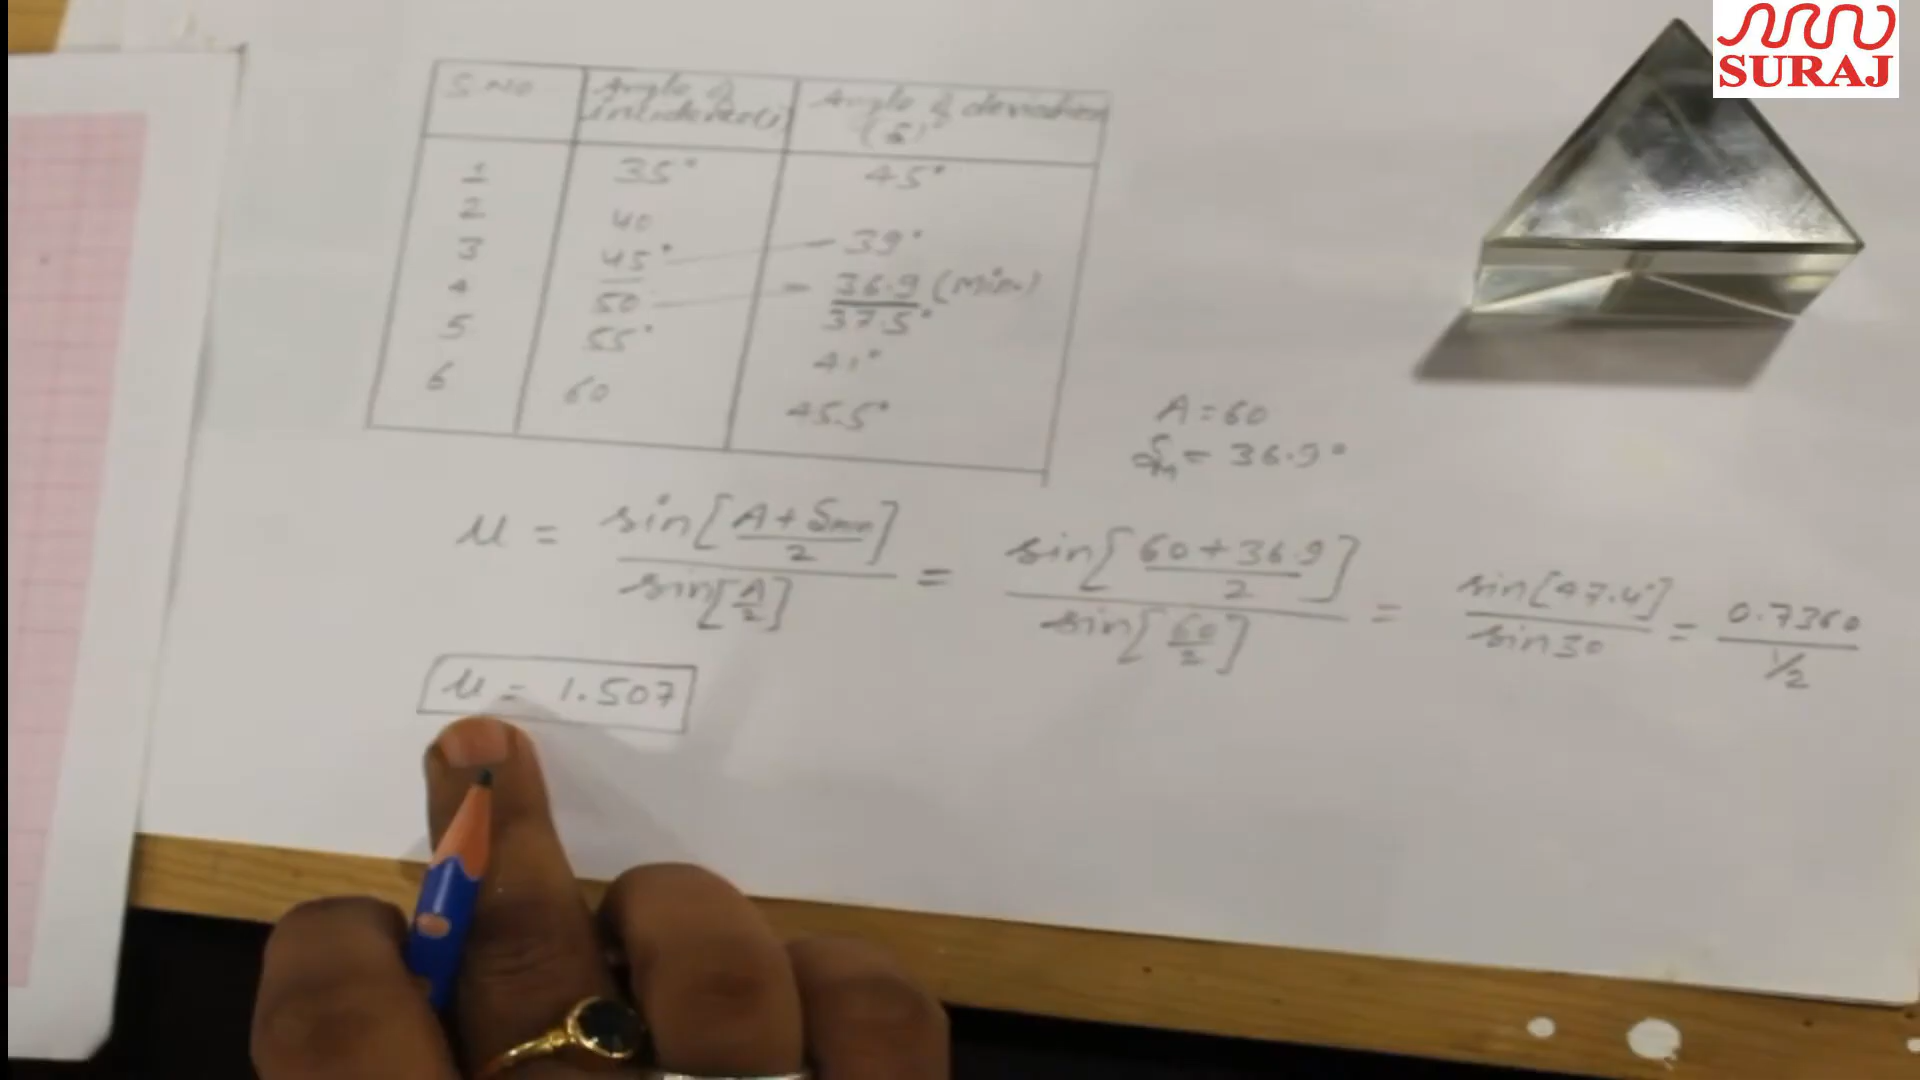 SURAJ
S.NO Angle of incidence(i) Angle of deviation (δ)°
1 35° 45°
2 40 39°
3 45° 36.9 (Min.)
4 50 37.5°
5 55° 41°
6 60 45.5°
A = 60
δm = 36.9°
μ = sin[A + δmin/2] / sin[A/2] = sin[60 + 36.9/2] / sin[60/2] = sin[47.4°] / sin30 = 0.7360 / 1/2
μ = 1.507